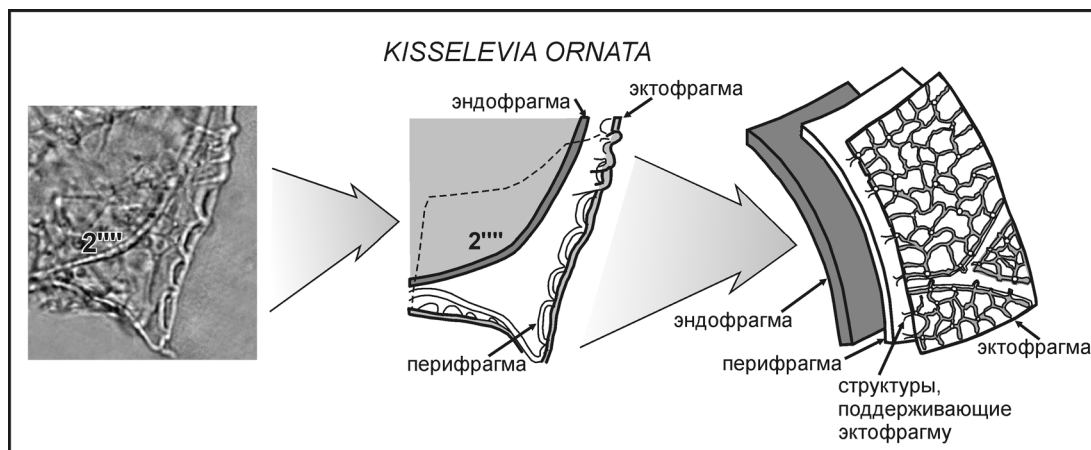 KISSELEVIA ORNATA
эндофрагма
эктофрагма
2''''
2''''
перифрагма
эндофрагма
перифрагма
эктофрагма
структуры,
поддерживающие
эктофрагму